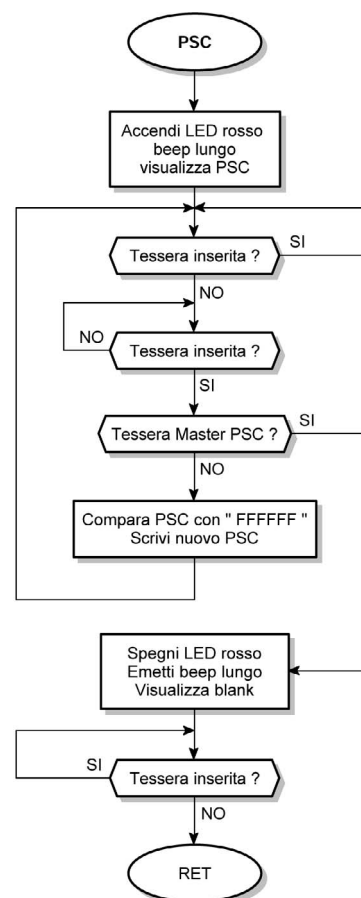 PSC
Accendi LED rosso
beep lungo
visualizza PSC
Tessera inserita ?
SI
NO
NO
Tessera inserita ?
SI
Tessera Master PSC ?
SI
NO
Compara PSC con " FFFFFF "
Scrivi nuovo PSC
Spegni LED rosso
Emetti beep lungo
Visualizza blank
SI
Tessera inserita ?
NO
RET